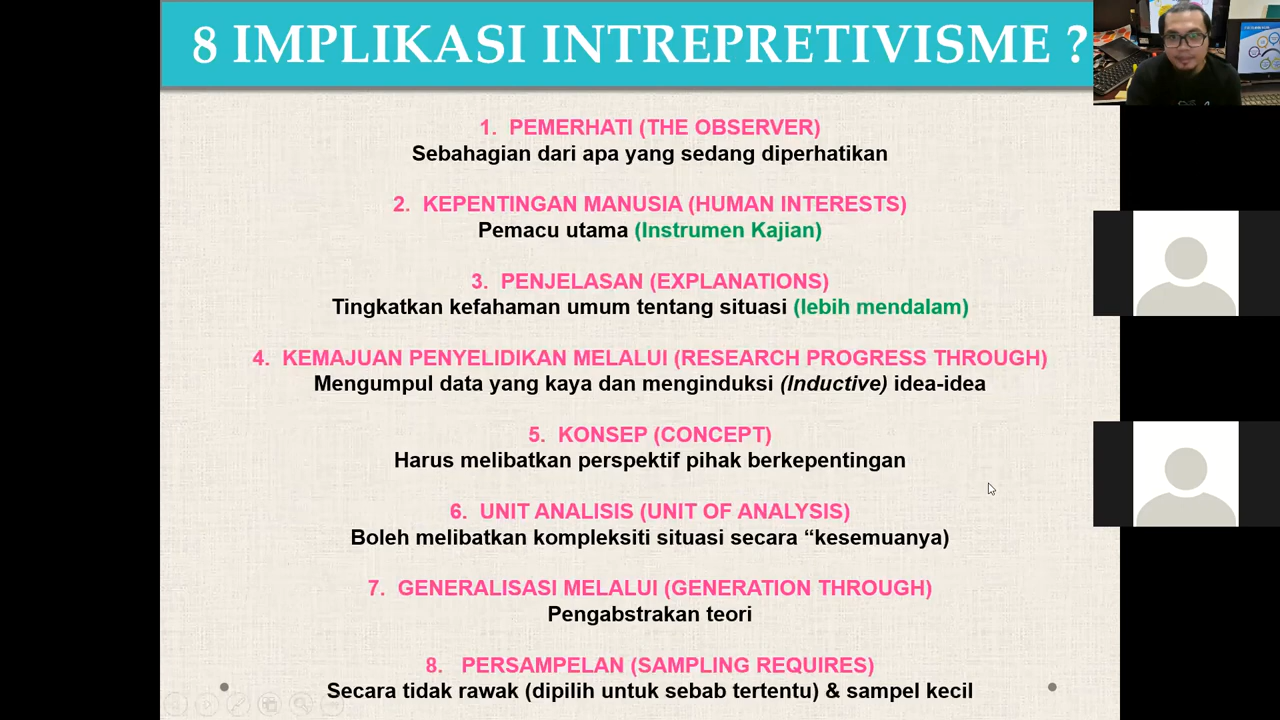 8 IMPLIKASI INTREPRETIVISME ?
1. PEMERHATI (THE OBSERVER)
Sebahagian dari apa yang sedang diperhatikan
2. KEPENTINGAN MANUSIA (HUMAN INTERESTS)
Pemacu utama (Instrumen Kajian)
3. PENJELASAN (EXPLANATIONS)
Tingkatkan kefahaman umum tentang situasi (lebih mendalam)
4. KEMAJUAN PENYELIDIKAN MELALUI (RESEARCH PROGRESS THROUGH)
Mengumpul data yang kaya dan menginduksi (Inductive) idea-idea
5. KONSEP (CONCEPT)
Harus melibatkan perspektif pihak berkepentingan
6. UNIT ANALISIS (UNIT OF ANALYSIS)
Boleh melibatkan kompleksiti situasi secara “kesemuanya)
7. GENERALISASI MELALUI (GENERATION THROUGH)
Pengabstrakan teori
8. PERSAMPELAN (SAMPLING REQUIRES)
Secara tidak rawak (dipilih untuk sebab tertentu) & sampel kecil